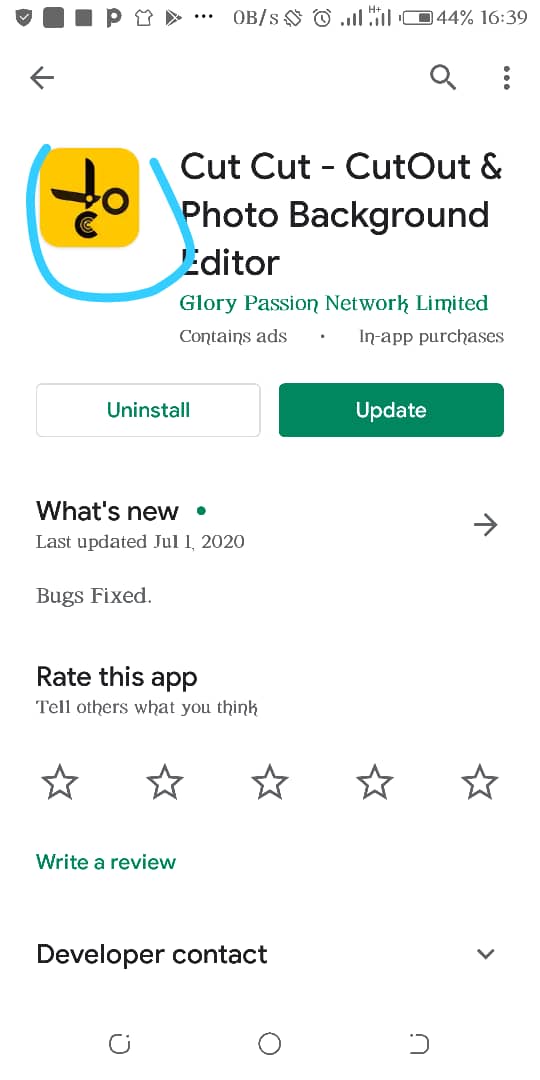 0B/s H+ 44% 16:39
Cut Cut - CutOut &
Photo Background
Editor
Glory Passion Network Limited
Contains ads • In-app purchases
Uninstall Update
What's new
Last updated Jul 1, 2020
Bugs Fixed.
Rate this app
Tell others what you think
Write a review
Developer contact